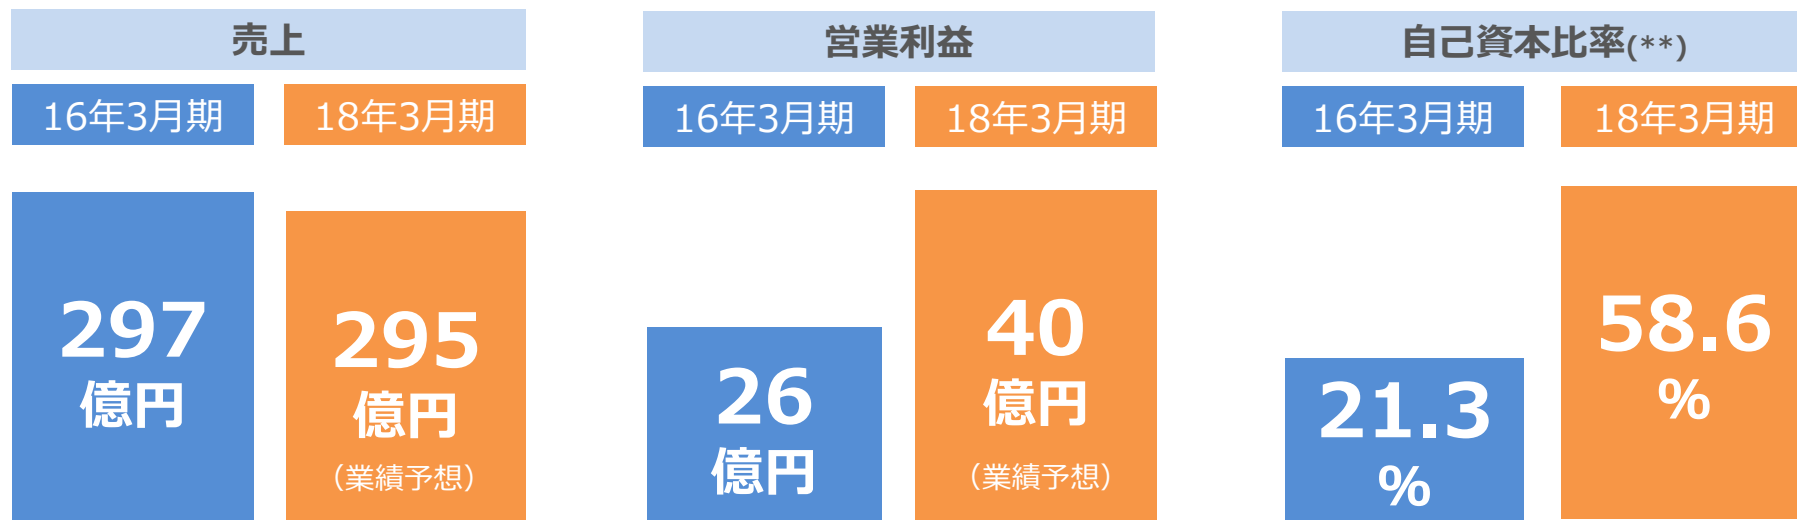 売上
16年3月期
18年3月期
297
億円
295
億円
（業績予想）
営業利益
16年3月期
18年3月期
26
億円
40
億円
（業績予想）
自己資本比率(**)
16年3月期
18年3月期
21.3
%
58.6
%